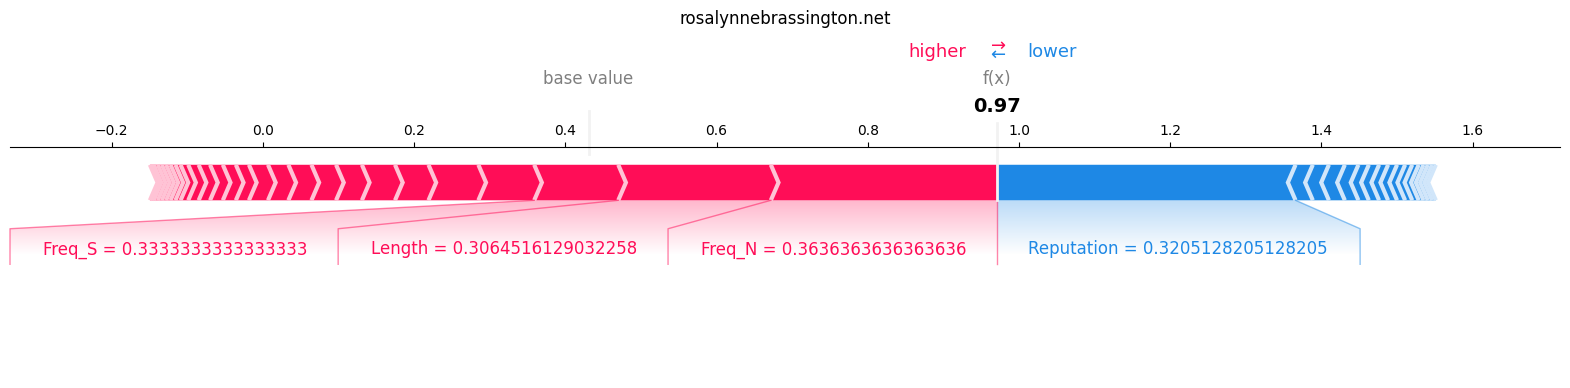 rosalynnebrassington.net
higher ⇄ lower
base value f(x)
0.97
−0.2 0.0 0.2 0.4 0.6 0.8 1.0 1.2 1.4 1.6
Freq_S = 0.3333333333333333 Length = 0.3064516129032258 Freq_N = 0.3636363636363636 Reputation = 0.3205128205128205